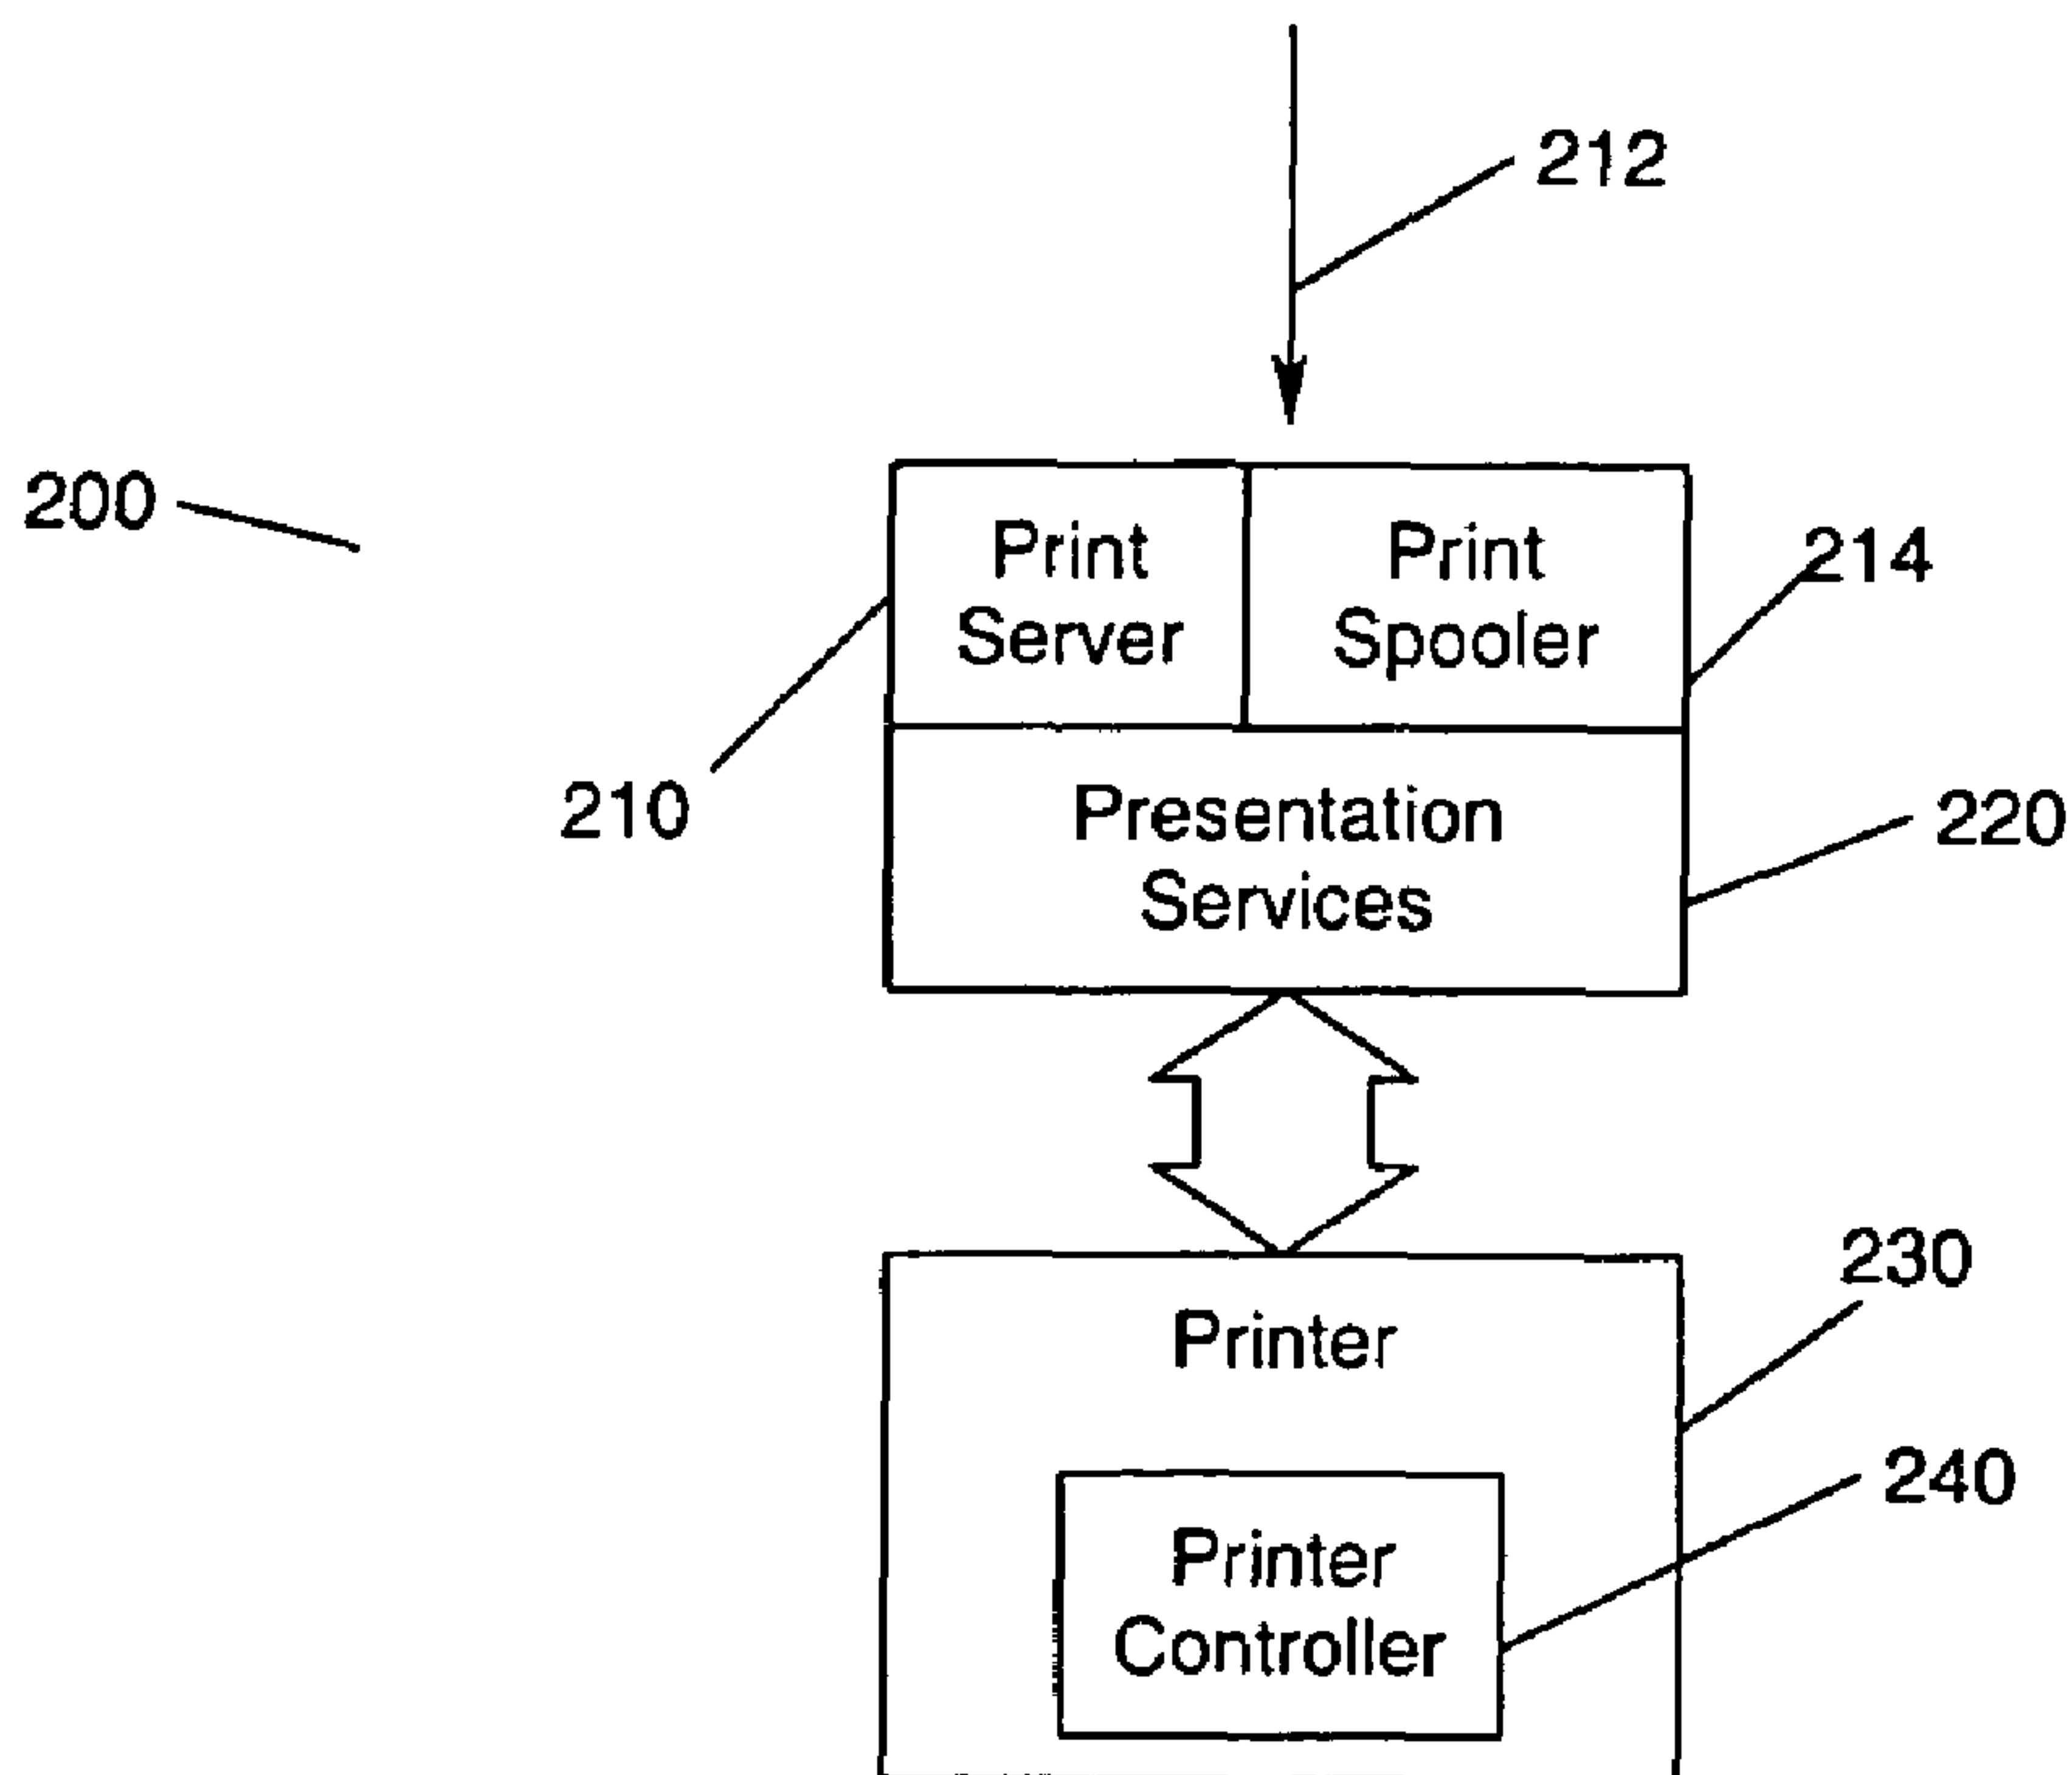 212
200
Print
Server
Print
Spooler
214
210
Presentation
Services
220
230
Printer
240
Printer
Controller